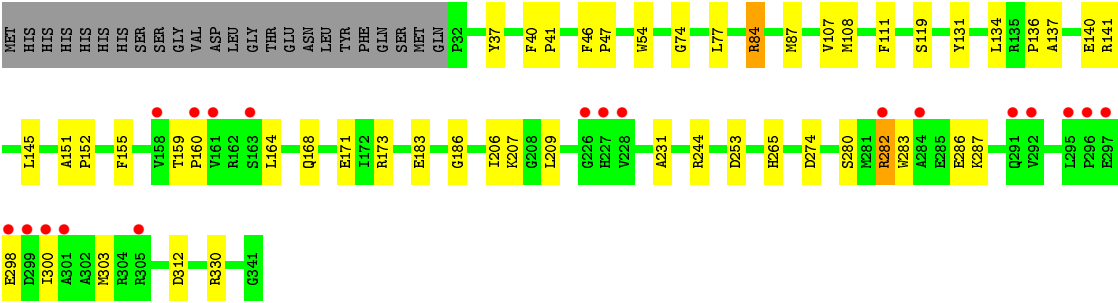 MET HIS HIS HIS HIS HIS HIS SER SER GLY VAL ASP LEU GLY THR GLU ASN LEU TYR PHE GLN SER MET GLN P32 Y37 F40 P41 F46 P47 W54 G74 L77 R84 M87 V107 M108 F111 S119 Y131 L134 R135 P136 A137 E140 R141
L145 A151 P152 F155 V158 T159 P160 V161 R162 S163 L164 Q168 E171 I172 R173 E183 G186 I206 K207 G208 L209 G226 H227 V228 A231 R244 D253 H265 D274 S280 M281 R282 W283 A284 E285 E286 K287 Q291 V292 L295 P296 E297
E298 D299 I300 A301 A302 M303 R304 R305 D312 R330 G341